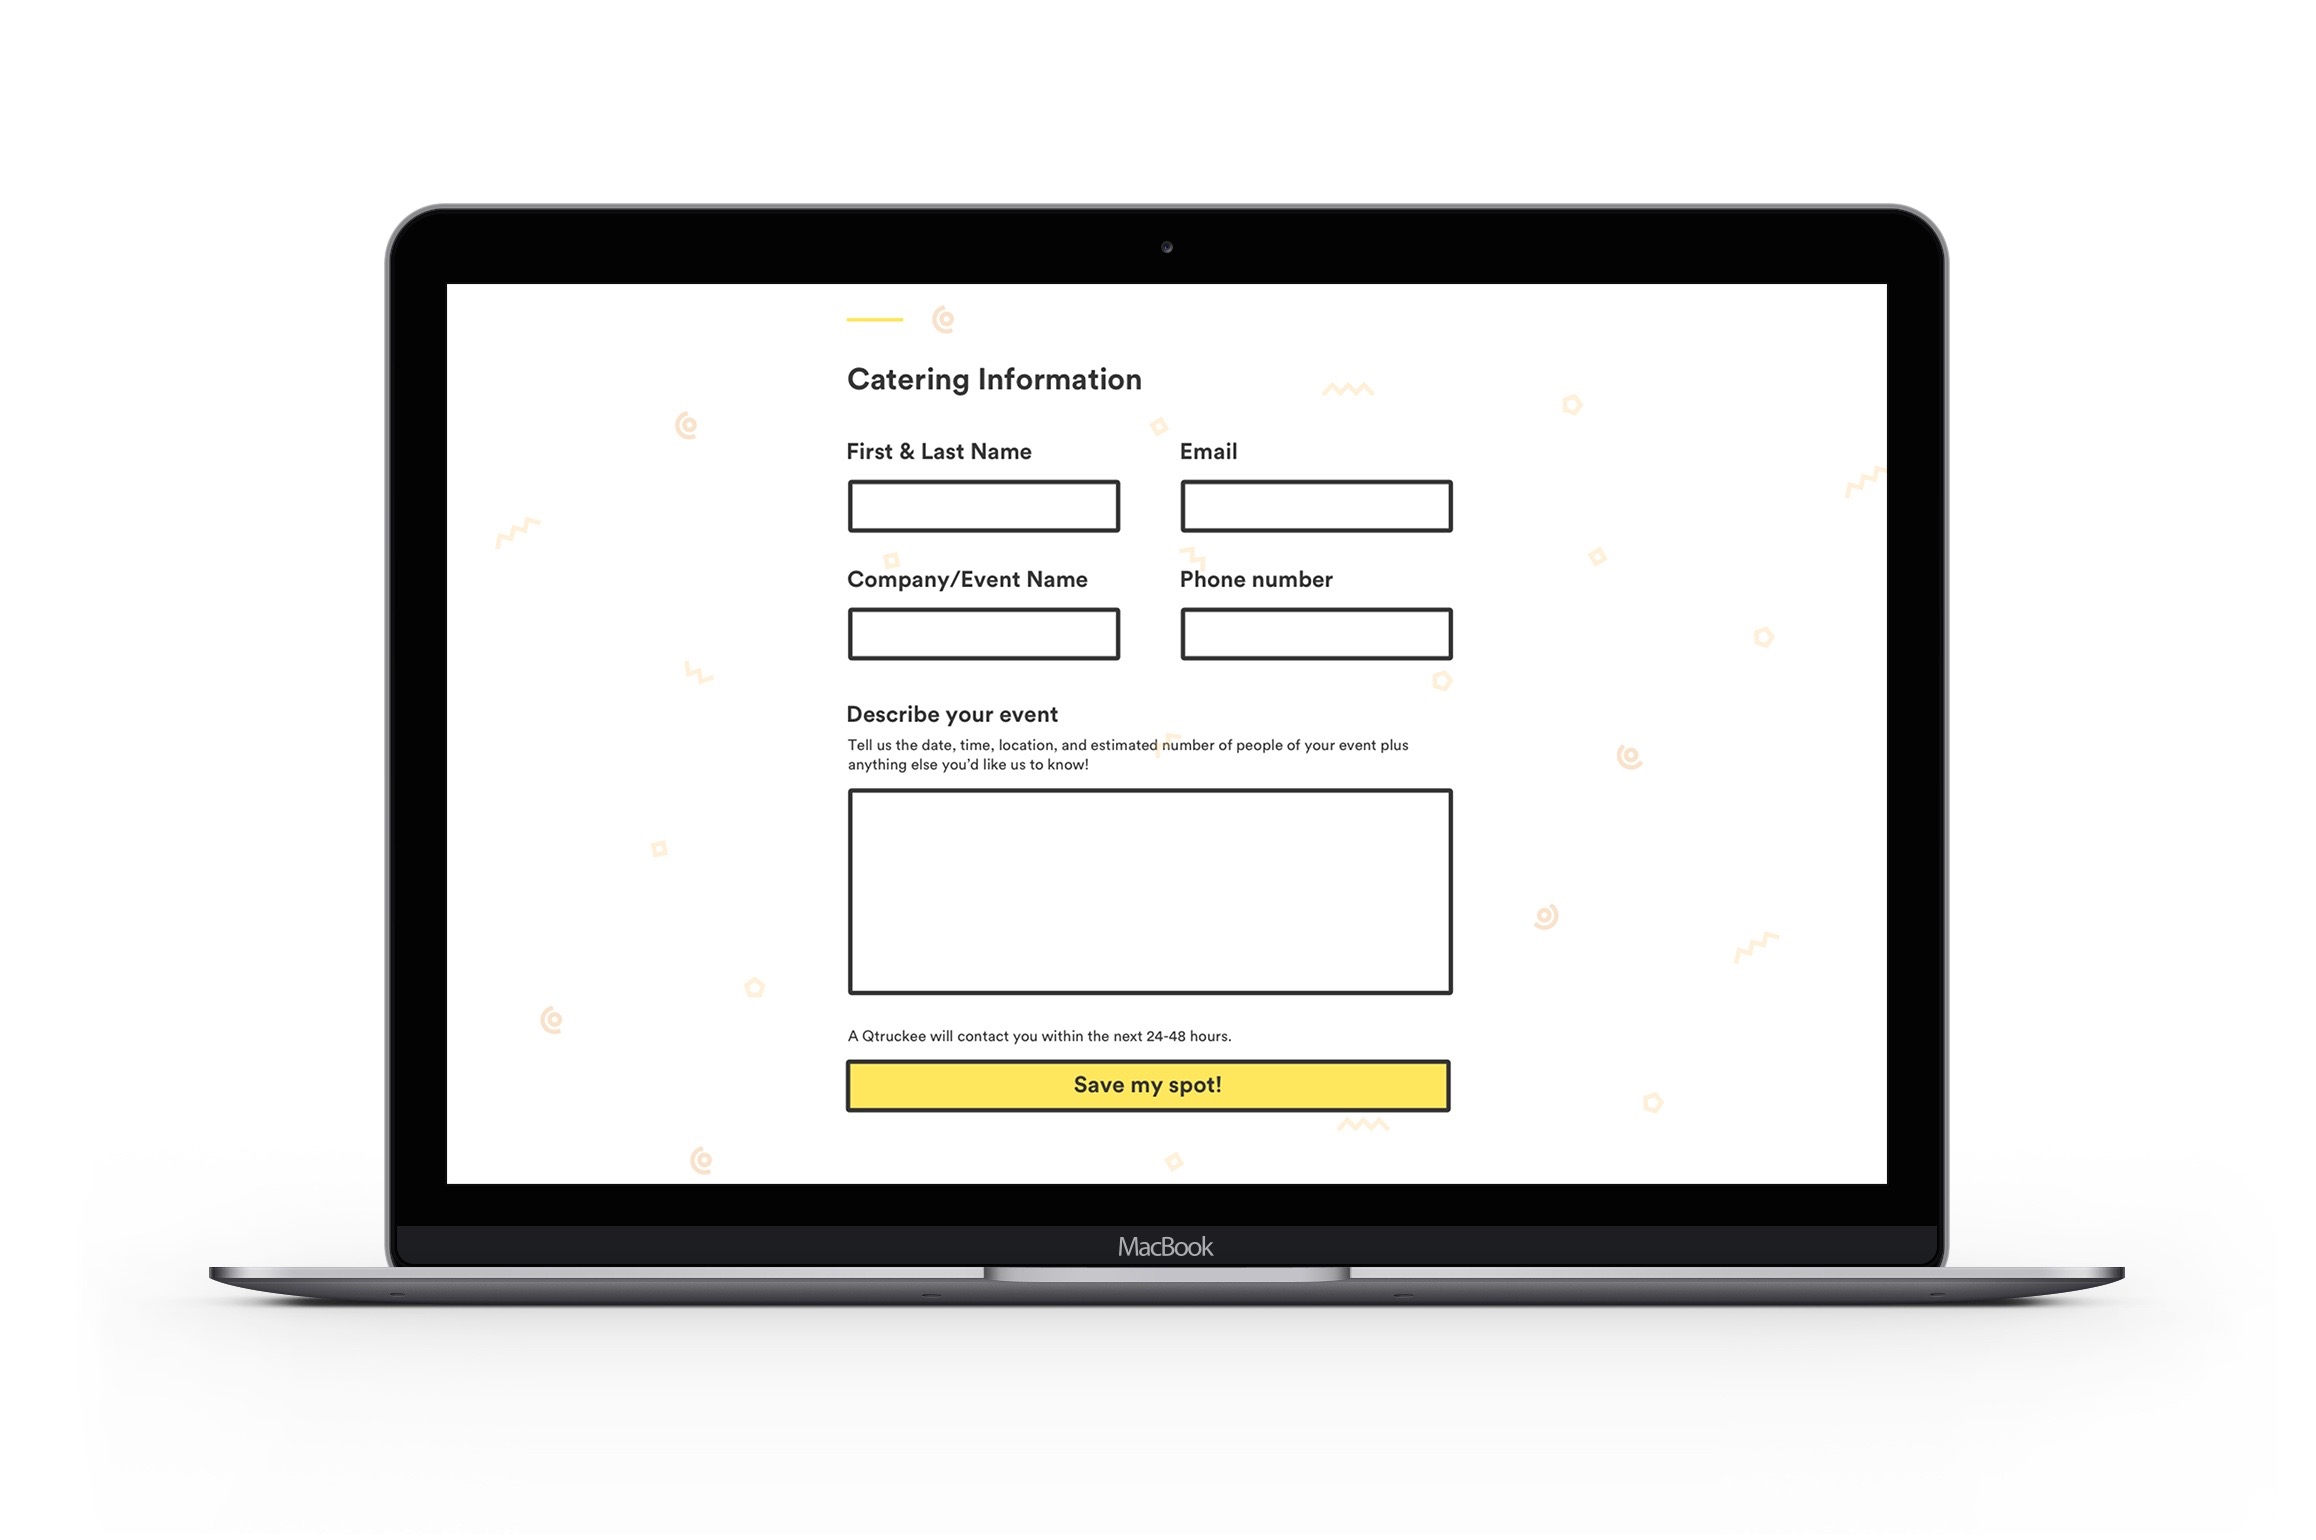 Catering Information
First & Last Name
Email
Company/Event Name
Phone number
Describe your event
Tell us the date, time, location, and estimated number of people of your event plus
anything else you’d like us to know!
A Qtruckee will contact you within the next 24-48 hours.
Save my spot!
MacBook